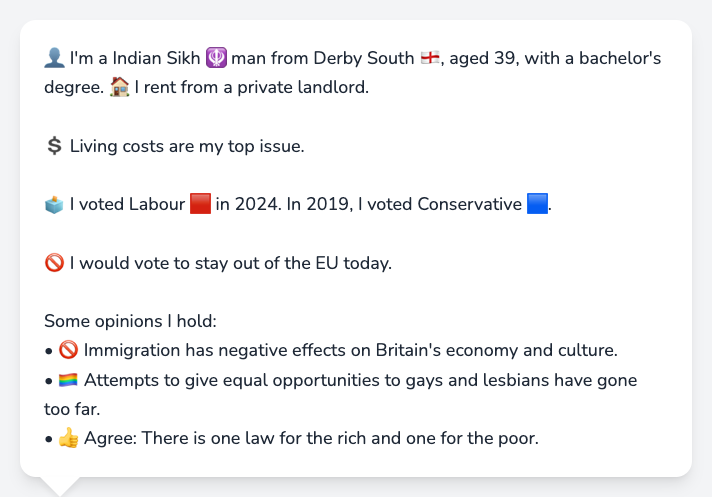 👤 I'm a Indian Sikh 🪯 man from Derby South 🏴󠁧󠁢󠁥󠁮󠁧󠁿, aged 39, with a bachelor's
degree. 🏠 I rent from a private landlord.
💲 Living costs are my top issue.
🗳️ I voted Labour 🟥 in 2024. In 2019, I voted Conservative 🟦.
🚫 I would vote to stay out of the EU today.
Some opinions I hold:
• 🚫 Immigration has negative effects on Britain's economy and culture.
• 🏳️‍🌈 Attempts to give equal opportunities to gays and lesbians have gone
too far.
• 👍 Agree: There is one law for the rich and one for the poor.